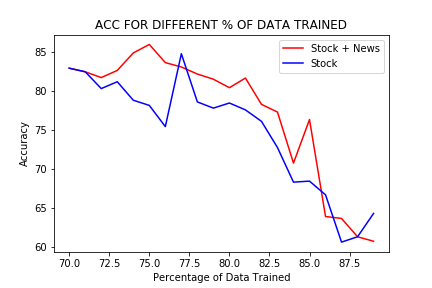 ACC FOR DIFFERENT % OF DATA TRAINED
Stock + News
Stock
85
80
75
70
65
60
Accuracy
70.0 72.5 75.0 77.5 80.0 82.5 85.0 87.5
Percentage of Data Trained